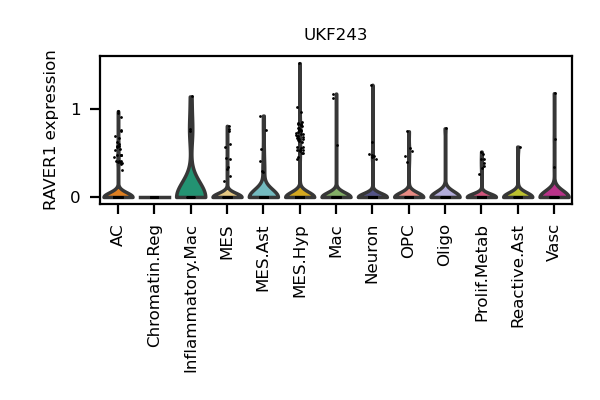 UKF243
RAVER1 expression
1
0
AC
Chromatin.Reg
Inflammatory.Mac
MES
MES.Ast
MES.Hyp
Mac
Neuron
OPC
Oligo
Prolif.Metab
Reactive.Ast
Vasc